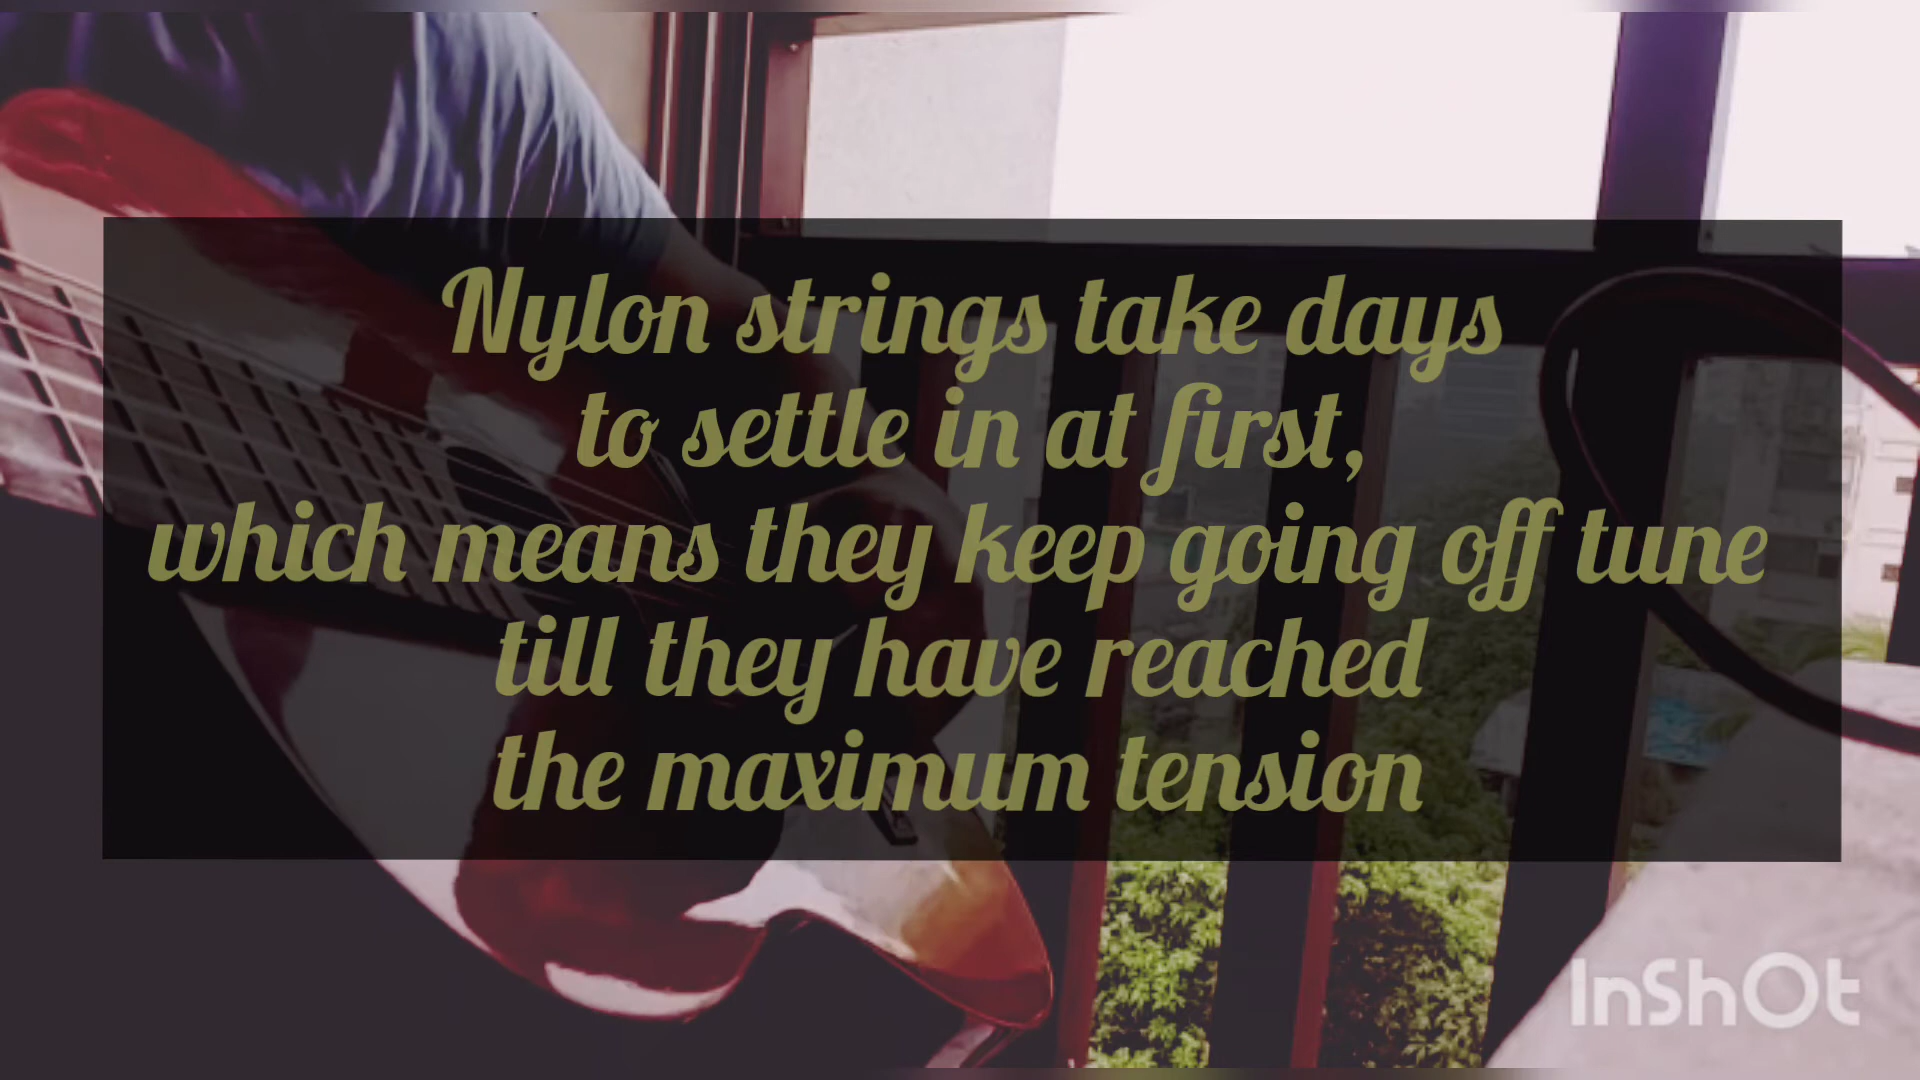 Nylon strings take days
to settle in at first,
which means they keep going off tune
till they have reached
the maximum tension
InShOt